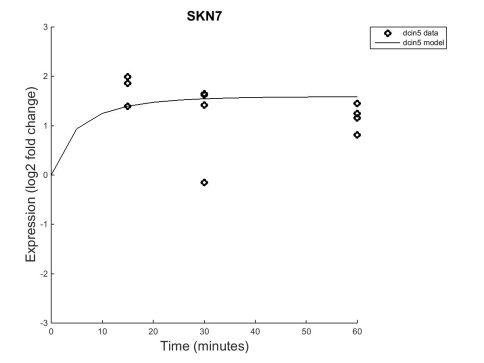 SKN7
dcin5 data
dcin5 model
3
2
1
0
-1
-2
-3
Expression (log2 fold change)
0 10 20 30 40 50 60
Time (minutes)